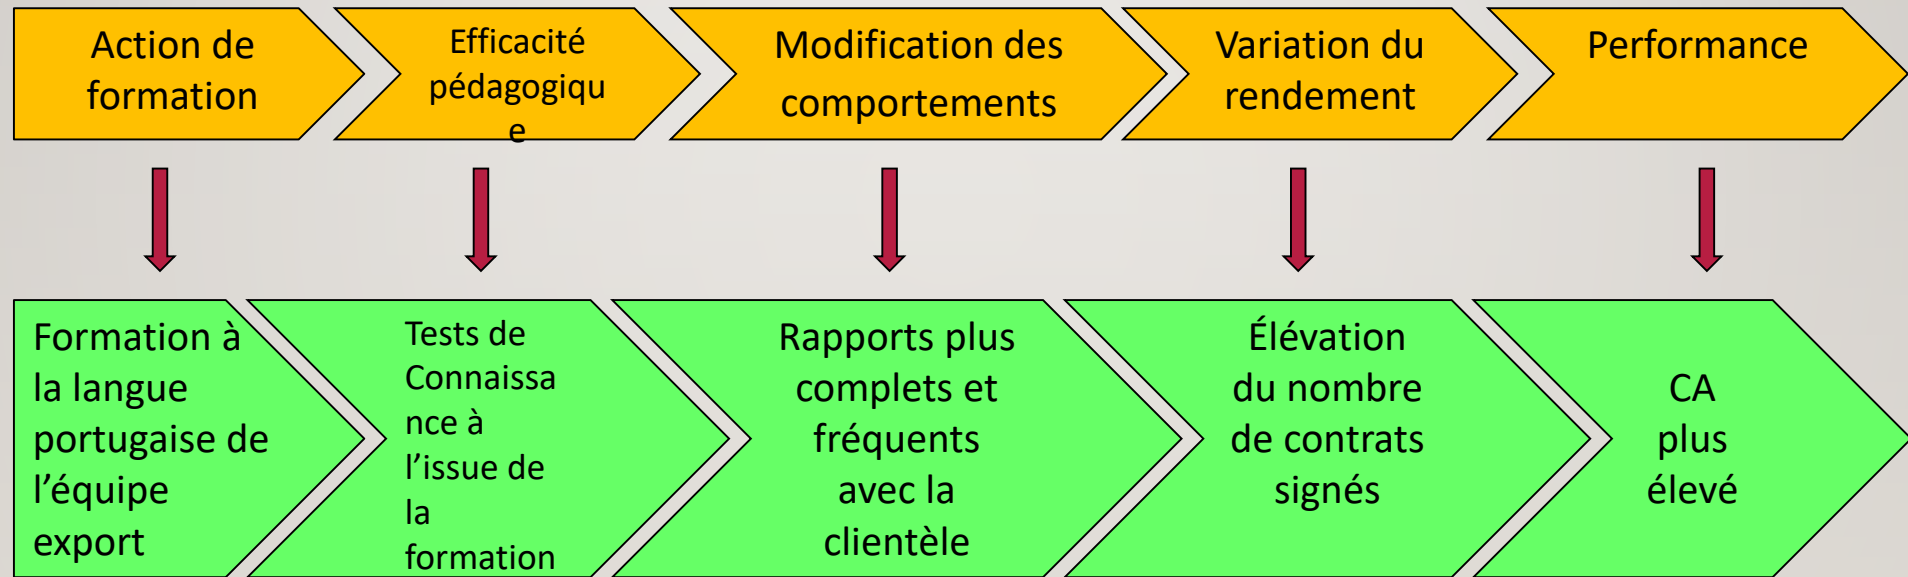 Action de
formation
Efficacité
pédagogiqu
e
Modification des
comportements
Variation du
rendement
Performance
Formation à
la langue
portugaise de
l’équipe
export
Tests de
Connaissa
nce à
l’issue de
la
formation
Rapports plus
complets et
fréquents
avec la
clientèle
Élévation
du nombre
de contrats
signés
CA
plus
élevé